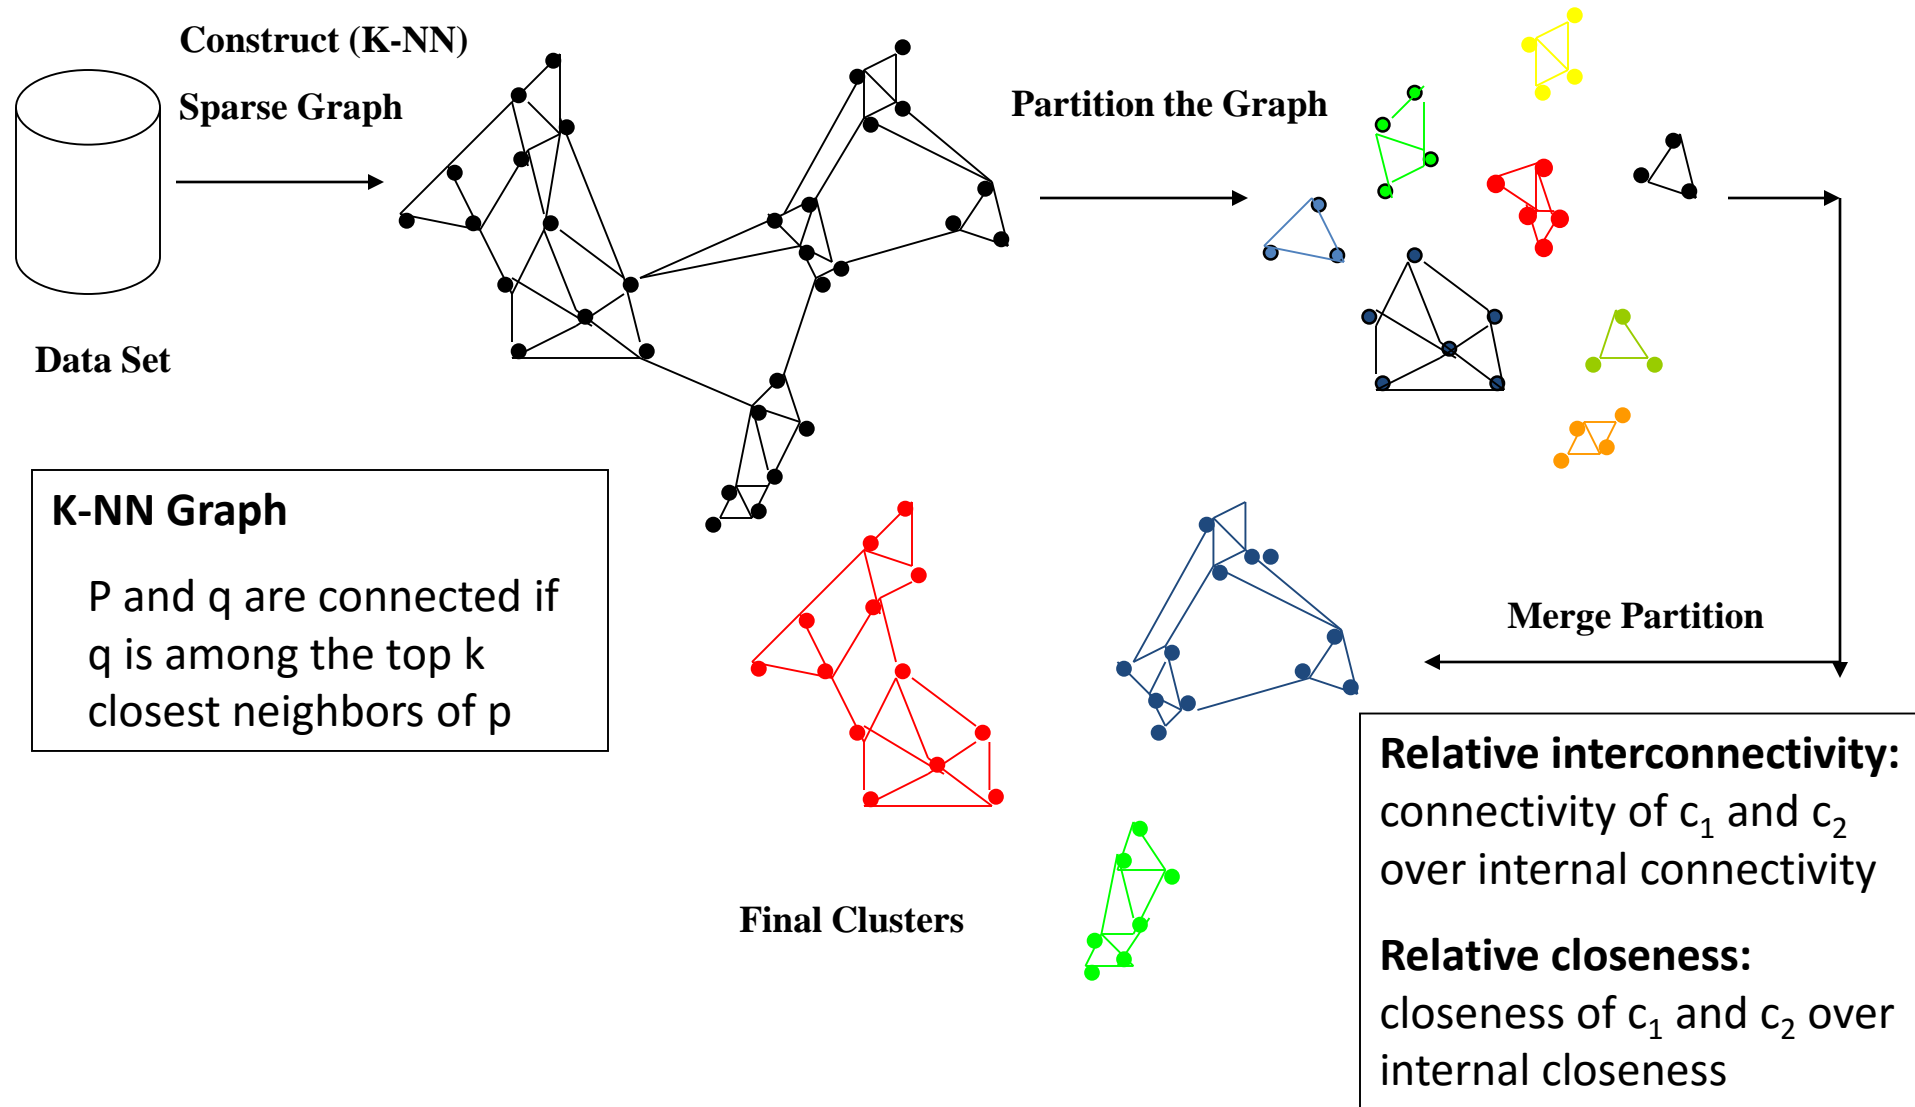 Construct (K-NN)
Sparse Graph
Partition the Graph
Data Set
K-NN Graph
P and q are connected if
q is among the top k
closest neighbors of p
Merge Partition
Relative interconnectivity:
connectivity of c₁ and c₂
over internal connectivity
Relative closeness:
closeness of c₁ and c₂ over
internal closeness
Final Clusters